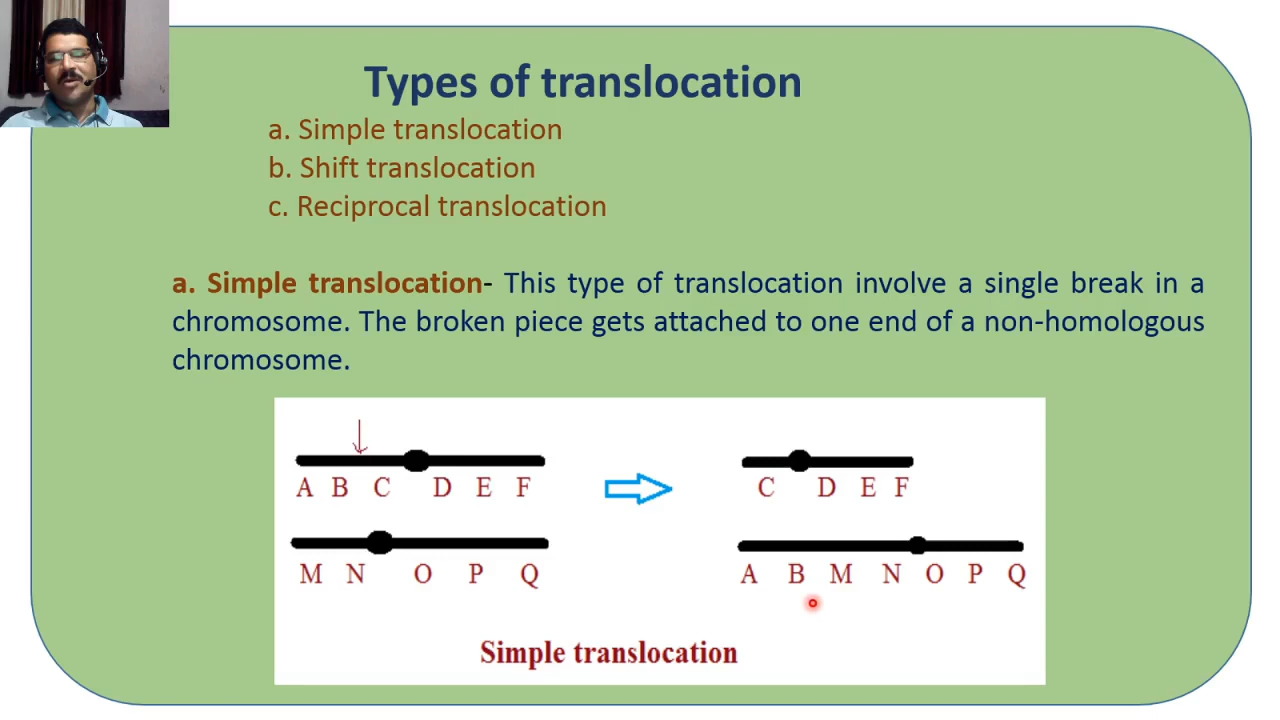 Types of translocation
a. Simple translocation
b. Shift translocation
c. Reciprocal translocation
a. Simple translocation- This type of translocation involve a single break in a
chromosome. The broken piece gets attached to one end of a non-homologous
chromosome.
A B C D E F
C D E F
M N O P Q
A B M N O P Q
Simple translocation